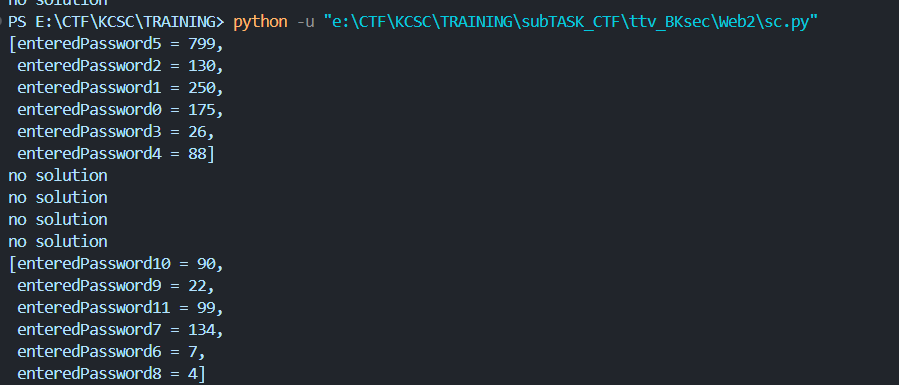 no solution
PS E:\CTF\KCSC\TRAINING> python -u "e:\CTF\KCSC\TRAINING\subTASK_CTF\ttv_BKsec\Web2\sc.py"
[enteredPassword5 = 799,
 enteredPassword2 = 130,
 enteredPassword1 = 250,
 enteredPassword0 = 175,
 enteredPassword3 = 26,
 enteredPassword4 = 88]
no solution
no solution
no solution
no solution
[enteredPassword10 = 90,
 enteredPassword9 = 22,
 enteredPassword11 = 99,
 enteredPassword7 = 134,
 enteredPassword6 = 7,
 enteredPassword8 = 4]